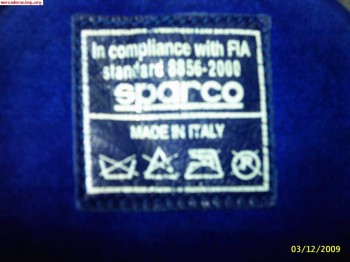 mercadoracing.org
In compliance with FIA
standard 8856-2000
sparco
MADE IN ITALY
03/12/2009